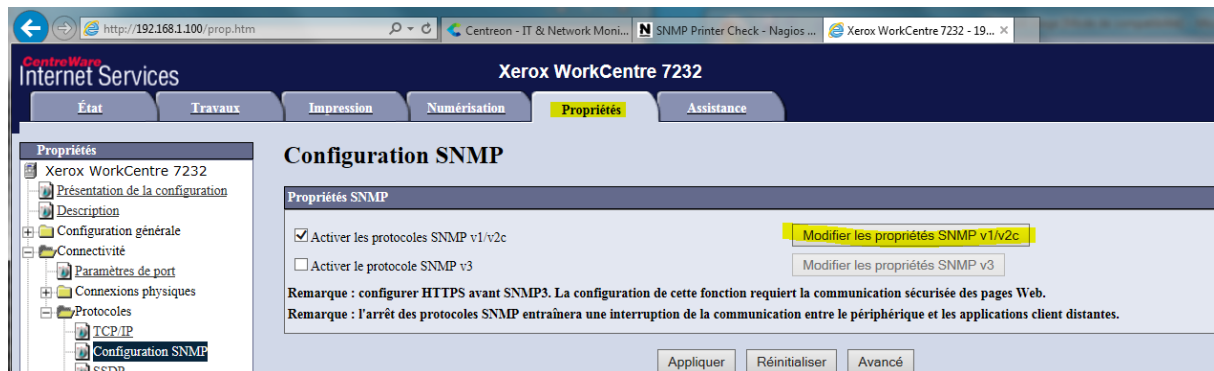 http://192.168.1.100/prop.htm
Centreon - IT & Network Moni...
N SNMP Printer Check - Nagios ...
Xerox WorkCentre 7232 - 19... ×
CentreWare
Internet Services
Xerox WorkCentre 7232
État
Travaux
Impression
Numérisation
Propriétés
Assistance
Propriétés
Xerox WorkCentre 7232
Présentation de la configuration
Description
Configuration générale
Connectivité
Paramètres de port
Connexions physiques
Protocoles
TCP/IP
Configuration SNMP
SSDP
Configuration SNMP
Propriétés SNMP
Activer les protocoles SNMP v1/v2c
Modifier les propriétés SNMP v1/v2c
Activer le protocole SNMP v3
Modifier les propriétés SNMP v3
Remarque : configurer HTTPS avant SNMP3. La configuration de cette fonction requiert la communication sécurisée des pages Web.
Remarque : l'arrêt des protocoles SNMP entraînera une interruption de la communication entre le périphérique et les applications client distantes.
Appliquer
Réinitialiser
Avancé